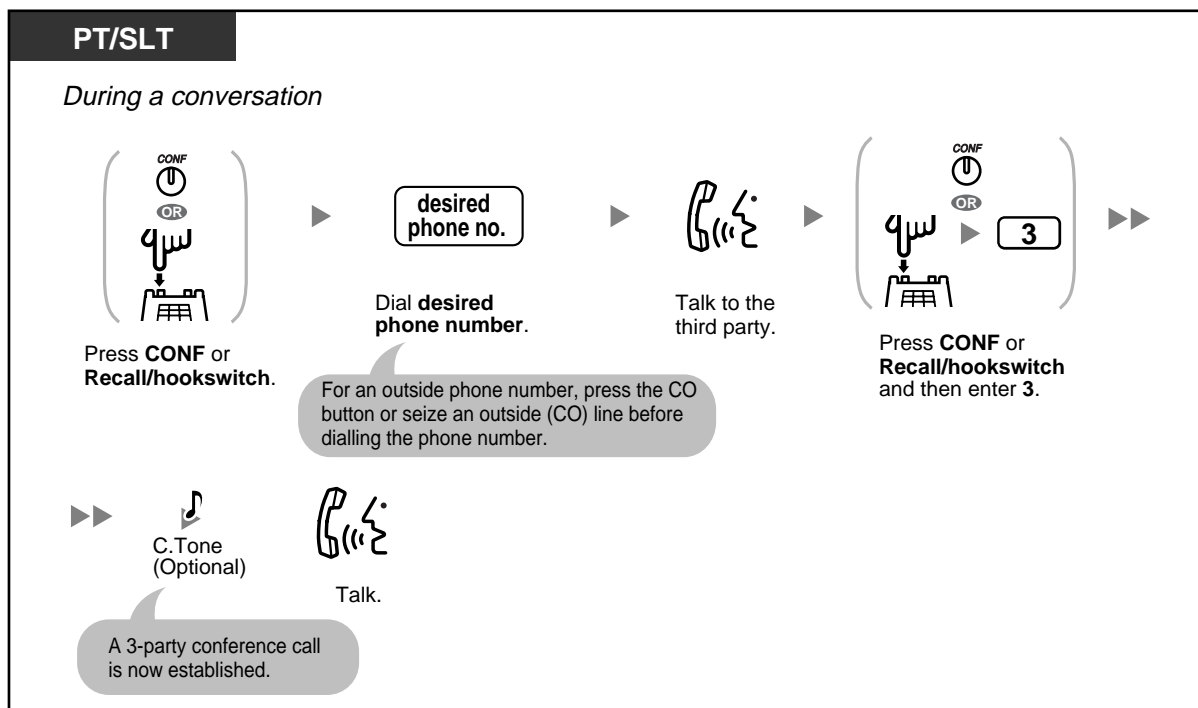 PT/SLT
During a conversation
CONF
OR
Press CONF or
Recall/hookswitch.
desired
phone no.
Dial desired
phone number.
For an outside phone number, press the CO
button or seize an outside (CO) line before
dialling the phone number.
Talk to the
third party.
CONF
OR
3
Press CONF or
Recall/hookswitch
and then enter 3.
C.Tone
(Optional)
A 3-party conference call
is now established.
Talk.